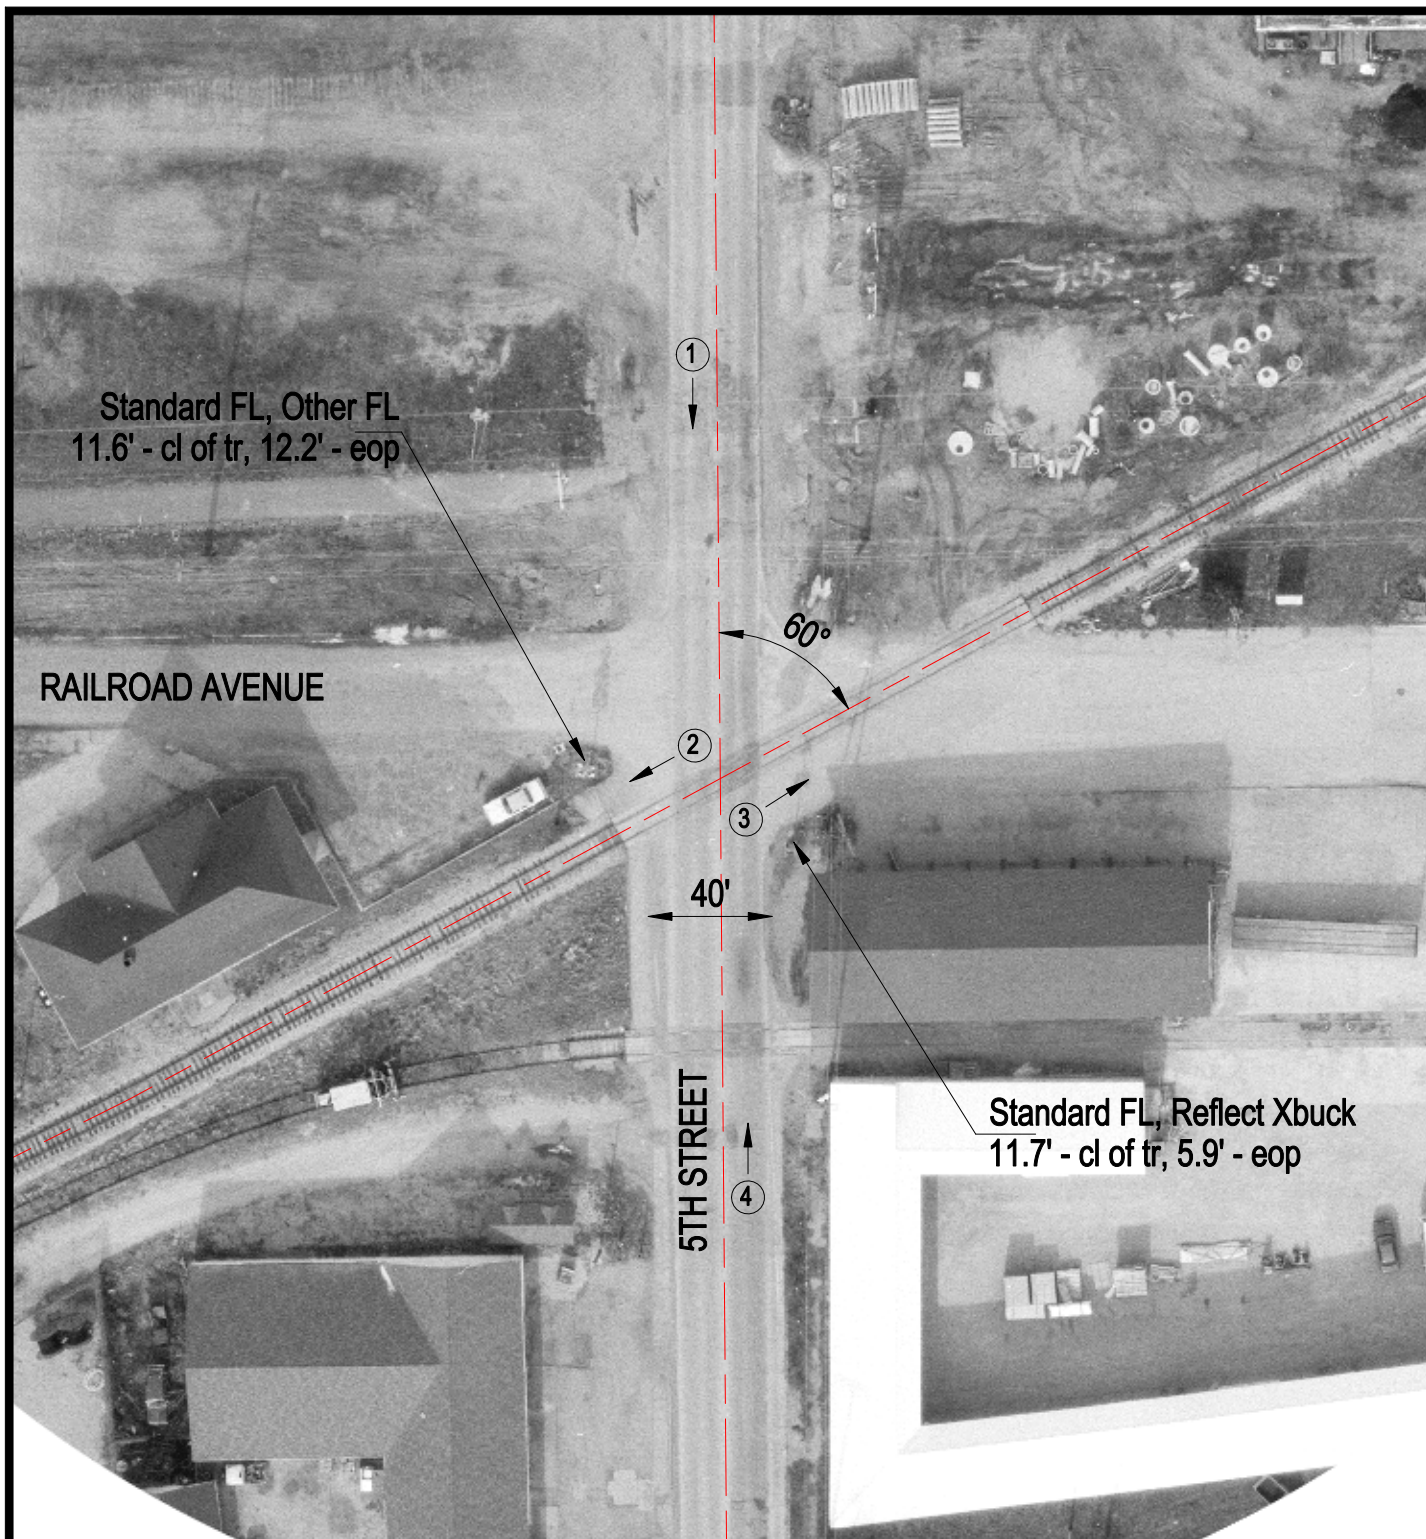 1
Standard FL, Other FL
11.6' - cl of tr, 12.2' - eop
60°
RAILROAD AVENUE
2
3
40'
5TH STREET
Standard FL, Reflect Xbuck
11.7' - cl of tr, 5.9' - eop
4